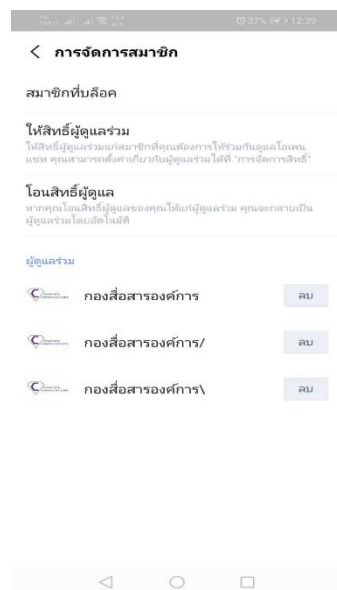 37% 12:39
การจัดการสมาชิก
สมาชิกที่บล็อค
ให้สิทธิ์ผู้ดูแลร่วม
ให้สิทธิ์ผู้ดูแลร่วมแก่สมาชิกที่คุณต้องการให้ร่วมกันดูแลโอเพน
แชท คุณสามารถตั้งค่าเกี่ยวกับผู้ดูแลร่วมได้ที่ "การจัดการสิทธิ์"
โอนสิทธิ์ผู้ดูแล
หากคุณโอนสิทธิ์ผู้ดูแลของคุณให้แก่ผู้ดูแลร่วม คุณจะกลายเป็น
ผู้ดูแลร่วมโดยอัตโนมัติ
ผู้ดูแลร่วม
กองสื่อสารองค์การ ลบ
กองสื่อสารองค์การ/ ลบ
กองสื่อสารองค์การ\ ลบ